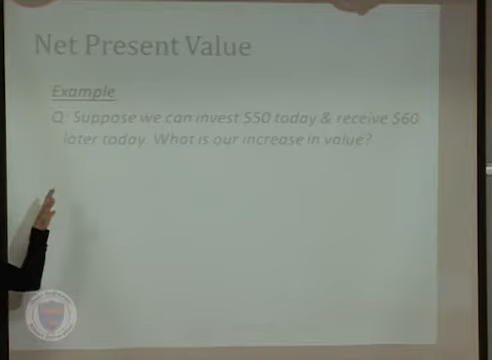 Net Present Value
Example
Q: Suppose we can invest $50 today & receive $60
later today. What is our increase in value?